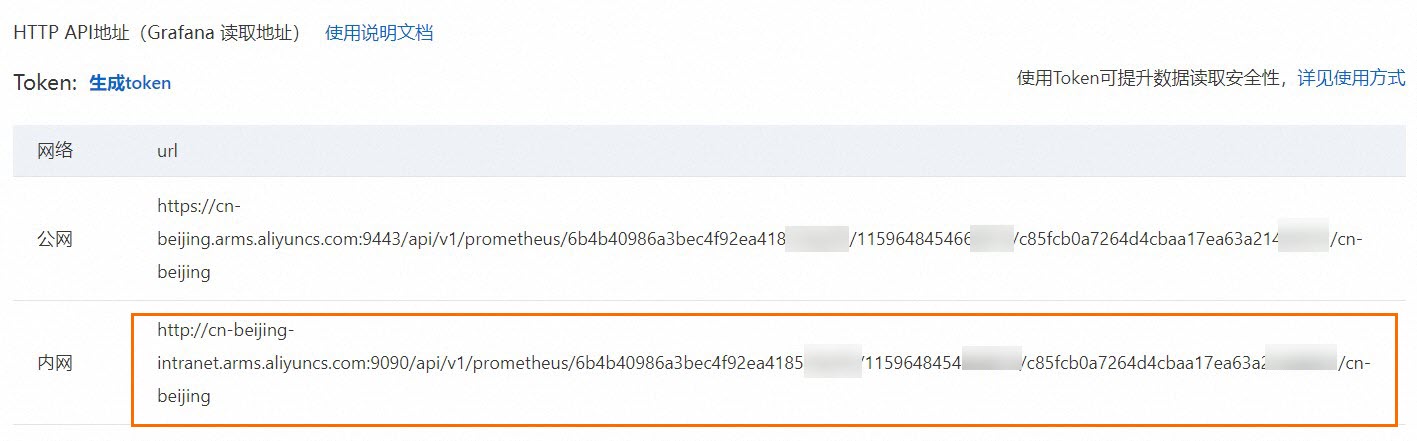 HTTP API地址（Grafana 读取地址） 使用说明文档
Token: 生成token 使用Token可提升数据读取安全性，详见使用方式
网络 url
https://cn-
公网 beijing.arms.aliyuncs.com:9443/api/v1/prometheus/6b4b40986a3bec4f92ea418 /115964845466 /c85fcb0a7264d4cbaa17ea63a214 /cn-
beijing
http://cn-beijing-
内网 intranet.arms.aliyuncs.com:9090/api/v1/prometheus/6b4b40986a3bec4f92ea4185 /1159648454 /c85fcb0a7264d4cbaa17ea63a2 /cn-
beijing